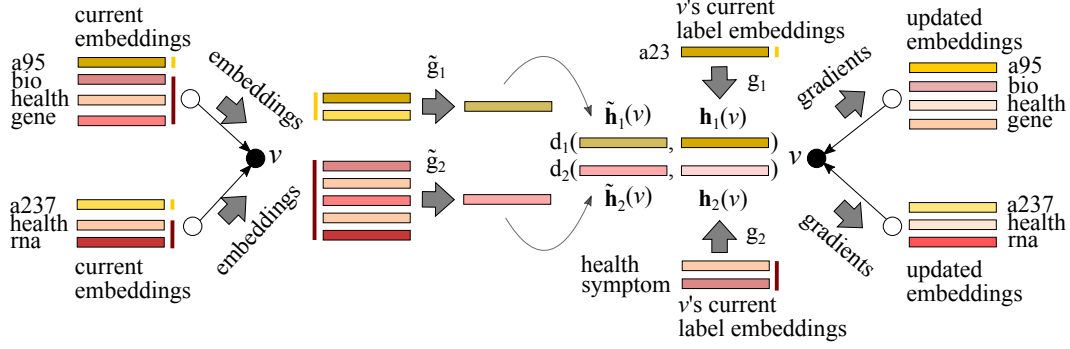 current
embeddings
a95
bio
health
gene
embeddings
v
embeddings
a237
health
rna
current
embeddings
g̃1
g̃2
v's current
label embeddings
a23
g1
h̃1(v)
h1(v)
d1( , )
d2( , )
h̃2(v)
h2(v)
g2
health
symptom
v's current
label embeddings
gradients
v
gradients
updated
embeddings
a95
bio
health
gene
a237
health
rna
updated
embeddings